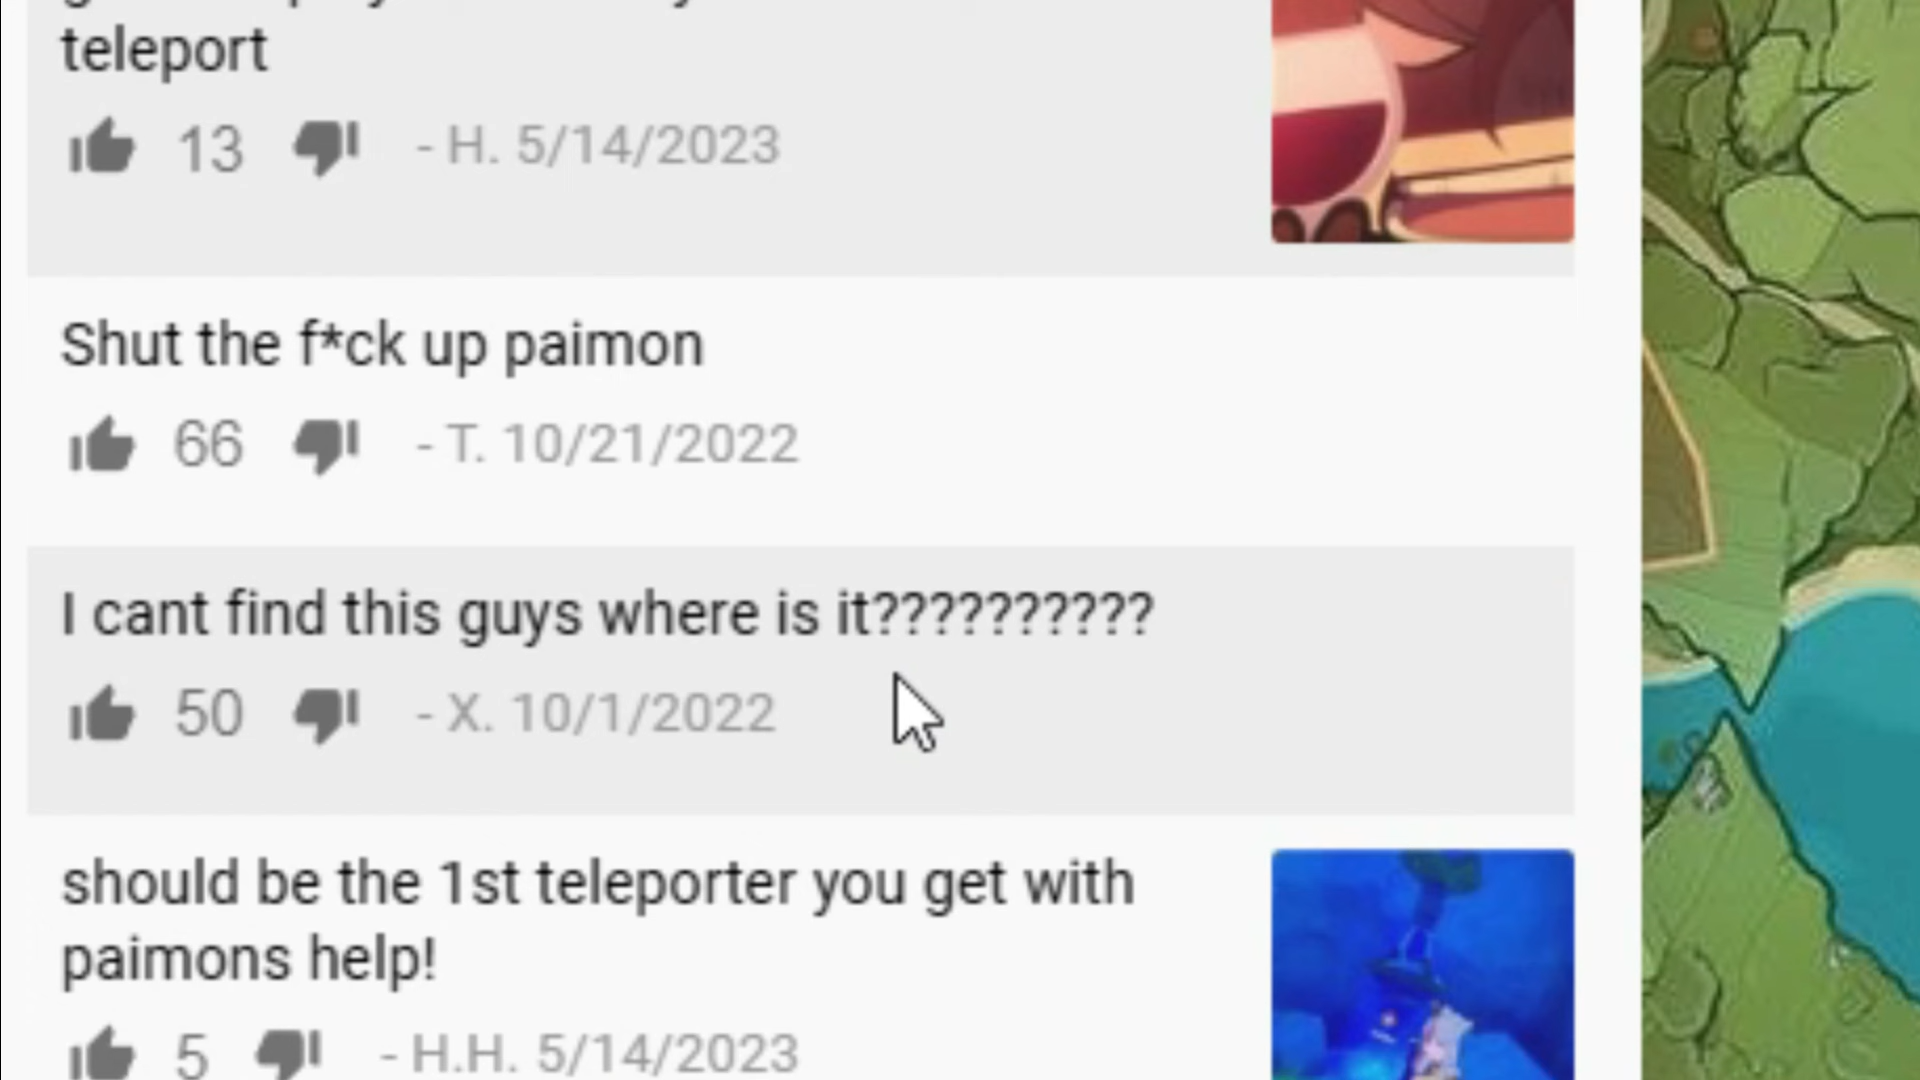 teleport
13 - H. 5/14/2023
Shut the f*ck up paimon
66 - T. 10/21/2022
I cant find this guys where is it??????????
50 - X. 10/1/2022
should be the 1st teleporter you get with
paimons help!
5 - H.H. 5/14/2023